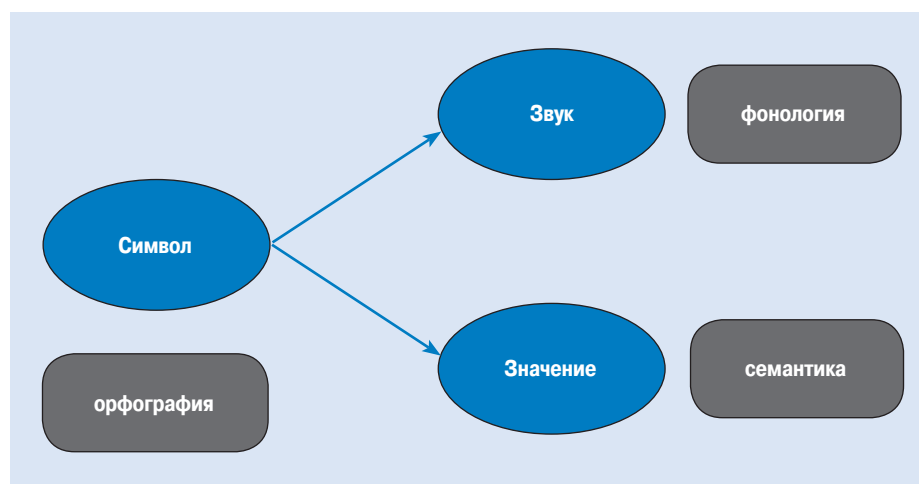 Звук
фонология
Символ
орфография
Значение
семантика